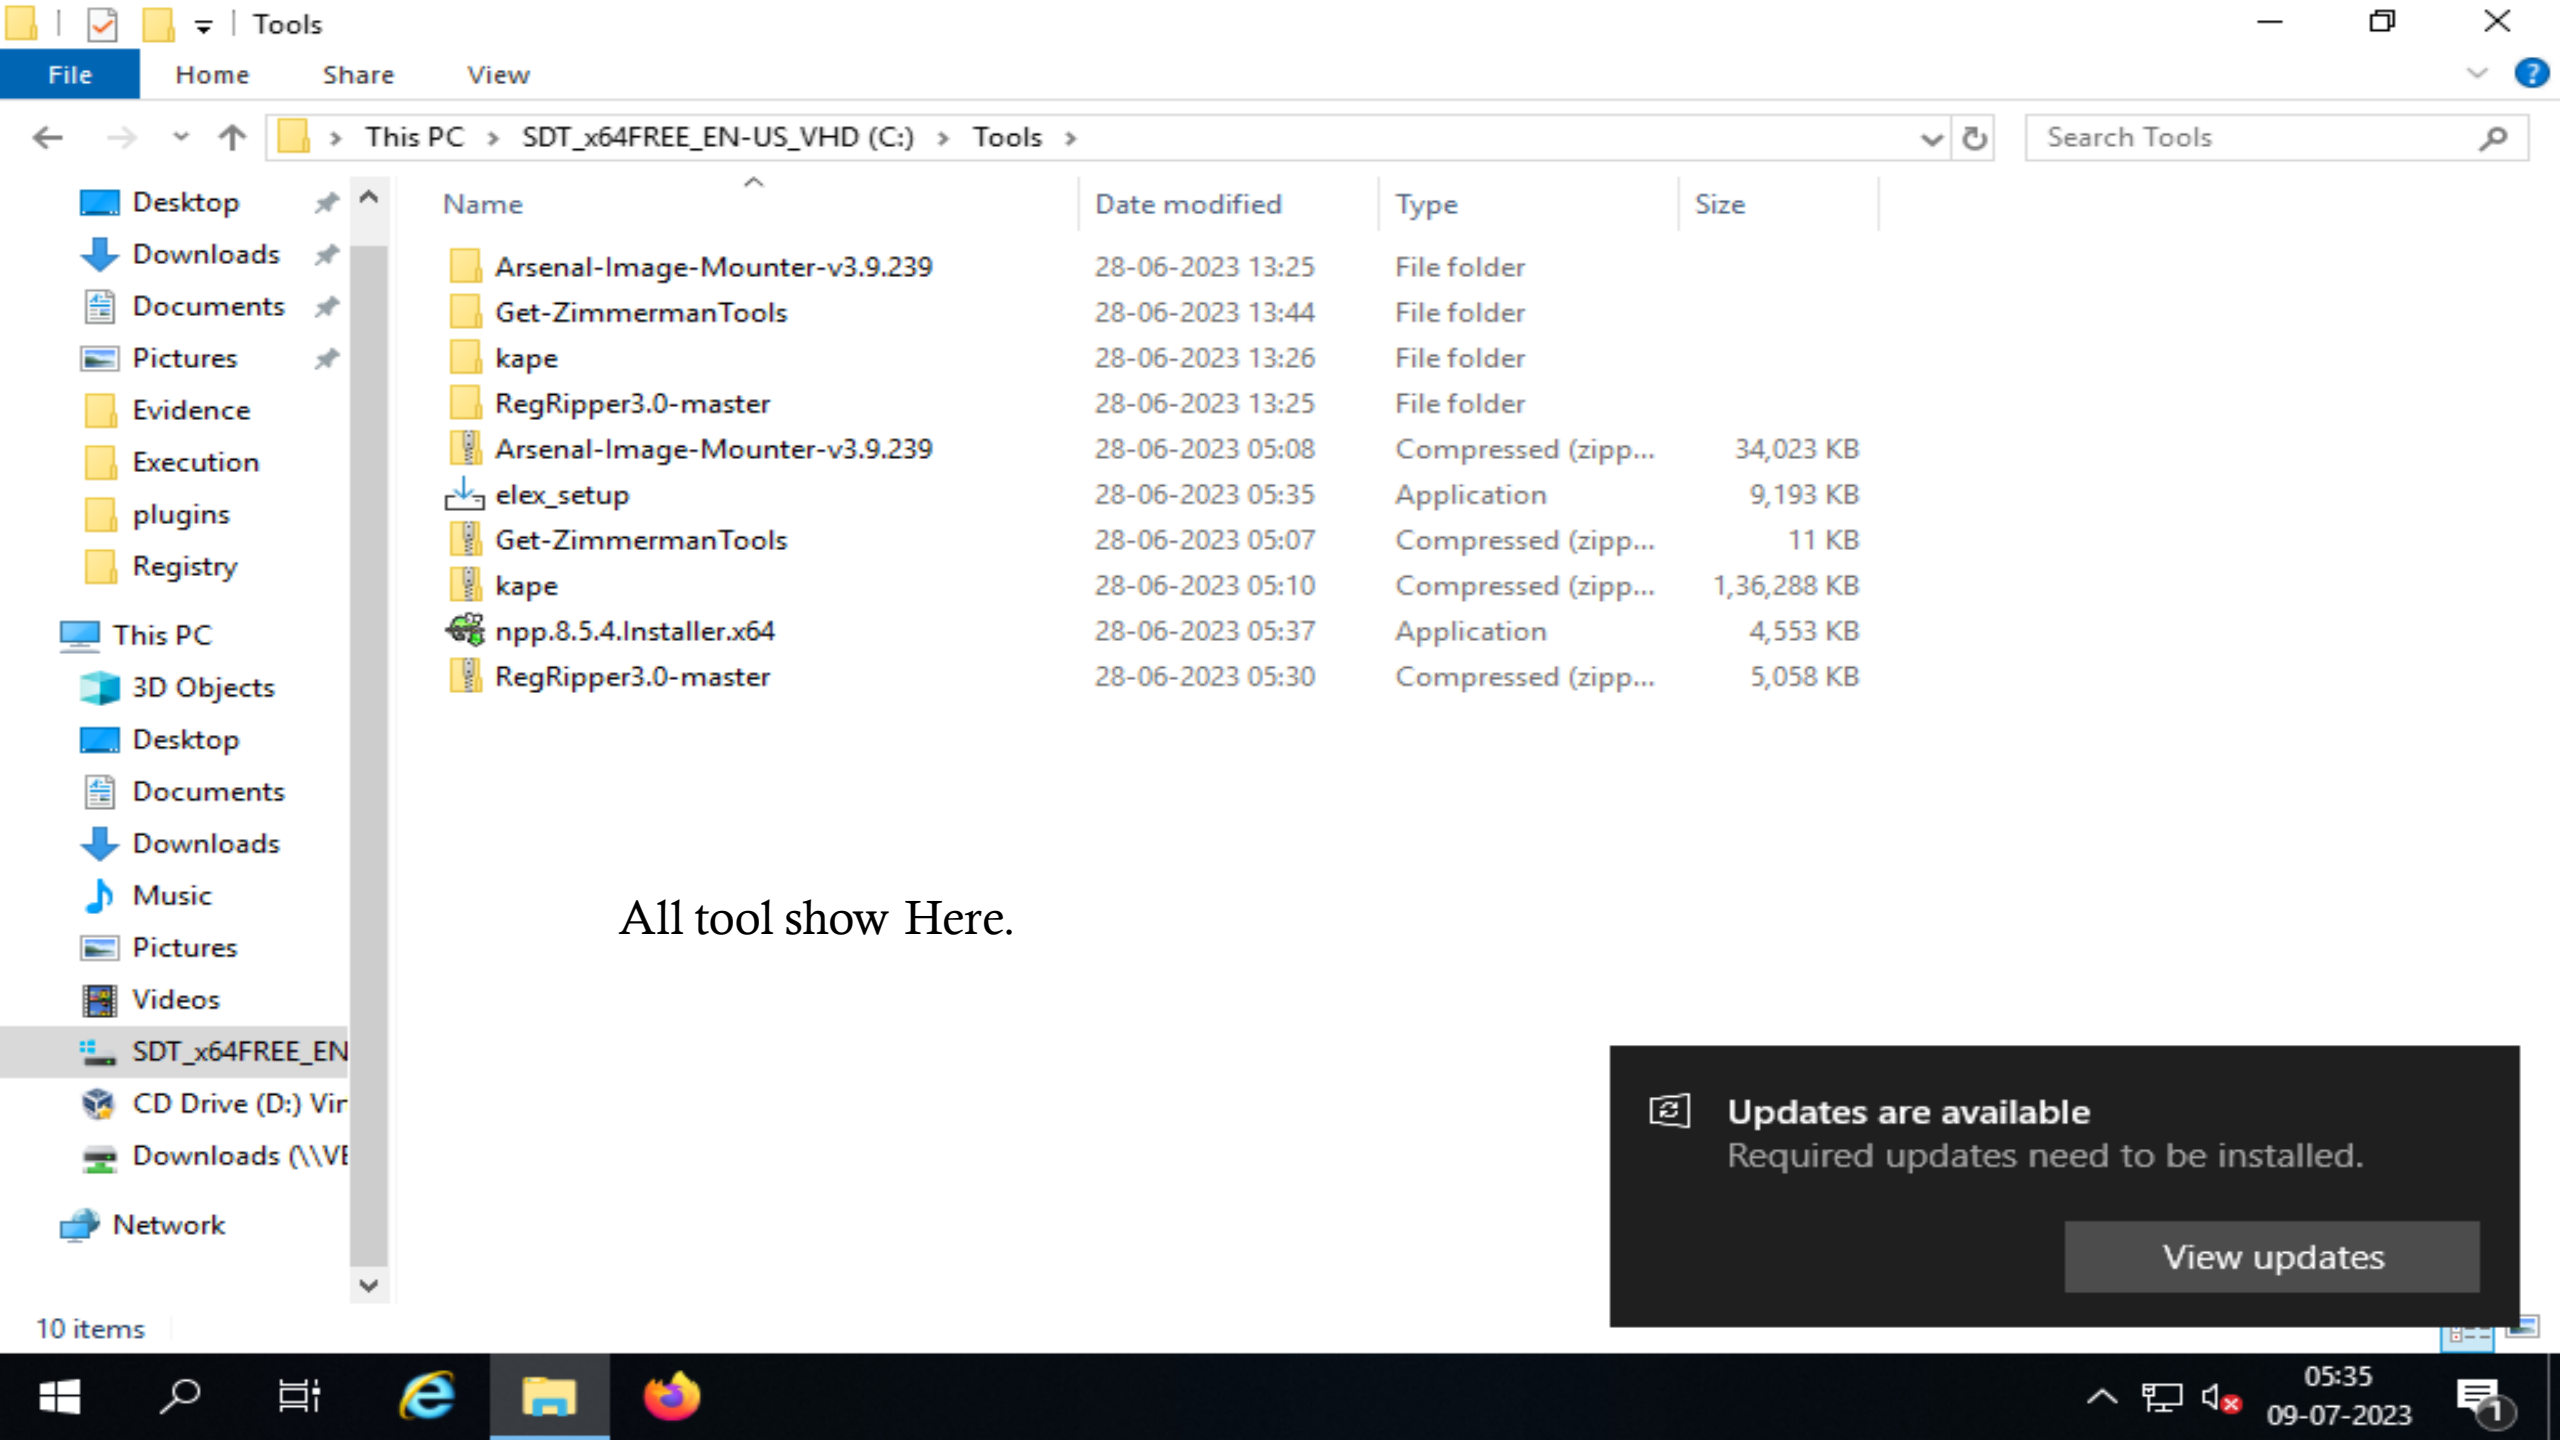 Tools
File Home Share View
This PC SDT_x64FREE_EN-US_VHD (C:) Tools
Search Tools
Desktop
Downloads
Documents
Pictures
Evidence
Execution
plugins
Registry
This PC
3D Objects
Desktop
Documents
Downloads
Music
Pictures
Videos
SDT_x64FREE_EN
CD Drive (D:) Vir
Downloads (\\VE
Network
Name Date modified Type Size
Arsenal-Image-Mounter-v3.9.239 28-06-2023 13:25 File folder
Get-ZimmermanTools 28-06-2023 13:44 File folder
kape 28-06-2023 13:26 File folder
RegRipper3.0-master 28-06-2023 13:25 File folder
Arsenal-Image-Mounter-v3.9.239 28-06-2023 05:08 Compressed (zipp... 34,023 KB
elex_setup 28-06-2023 05:35 Application 9,193 KB
Get-ZimmermanTools 28-06-2023 05:07 Compressed (zipp... 11 KB
kape 28-06-2023 05:10 Compressed (zipp... 1,36,288 KB
npp.8.5.4.Installer.x64 28-06-2023 05:37 Application 4,553 KB
RegRipper3.0-master 28-06-2023 05:30 Compressed (zipp... 5,058 KB
All tool show Here.
Updates are available
Required updates need to be installed.
View updates
10 items
05:35
09-07-2023
1